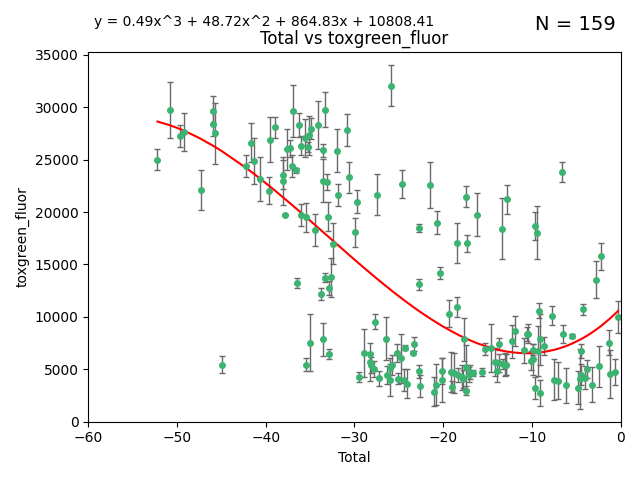 y = 0.49x^3 + 48.72x^2 + 864.83x + 10808.41
N = 159
Total vs toxgreen_fluor
35000
30000
25000
20000
15000
10000
5000
0
toxgreen_fluor
−60 −50 −40 −30 −20 −10 0
Total